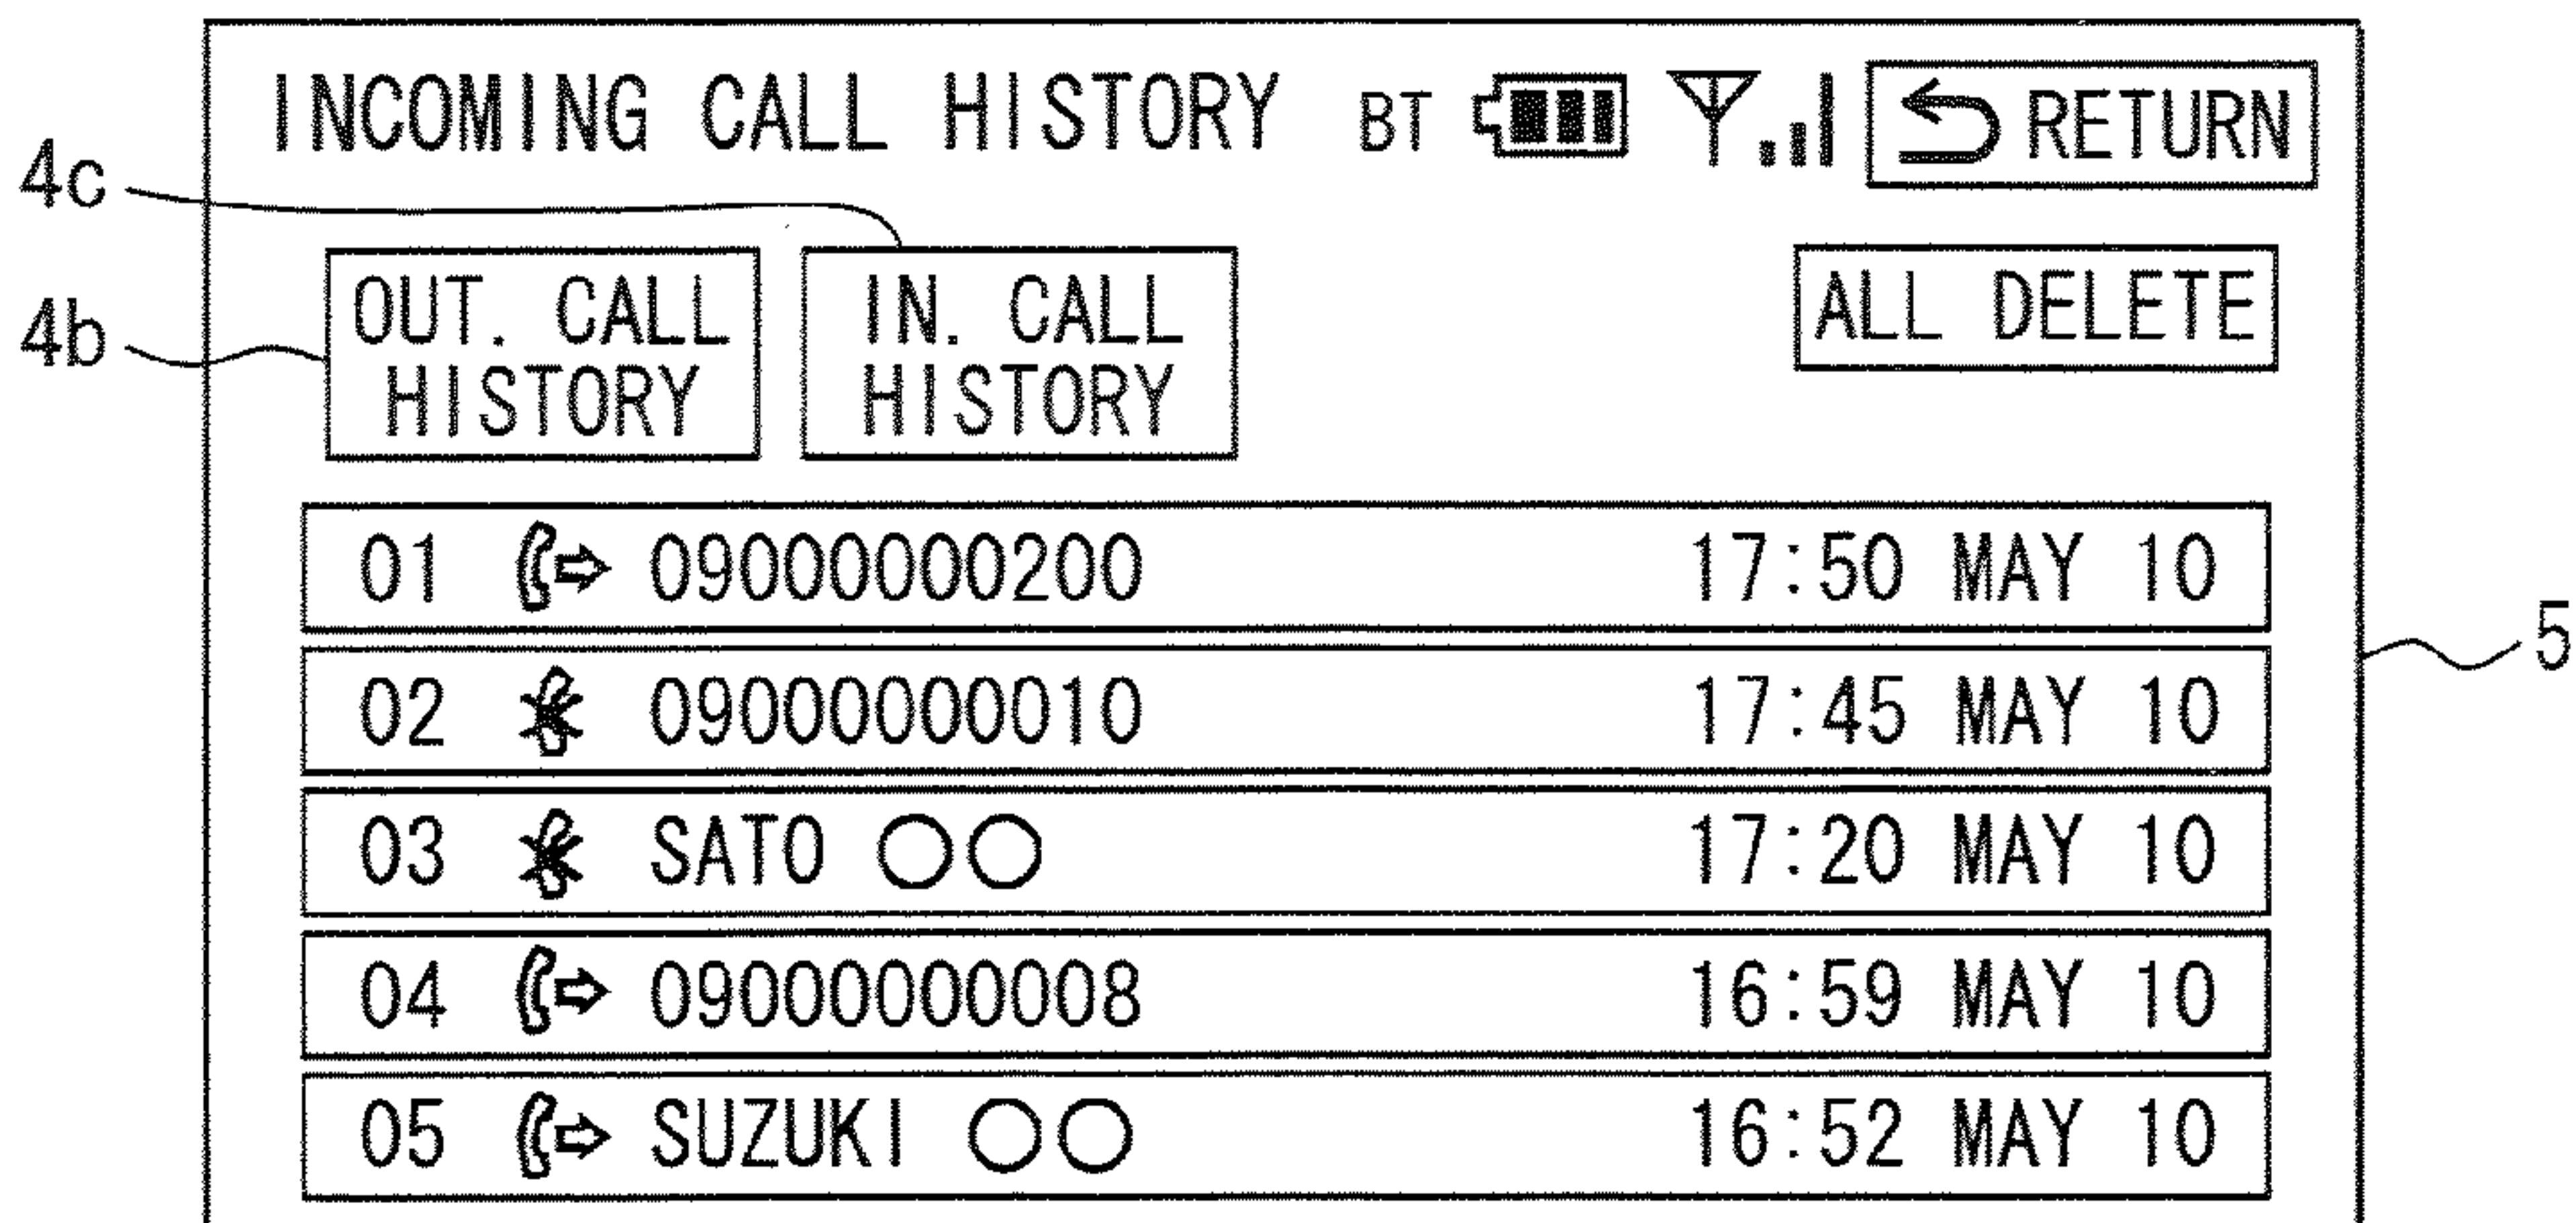 INCOMING CALL HISTORY BT RETURN
4c
OUT. CALL HISTORY
IN. CALL HISTORY
ALL DELETE
4b
01 09000000200 17:50 MAY 10
02 09000000010 17:45 MAY 10
03 SATO ○○ 17:20 MAY 10
04 09000000008 16:59 MAY 10
05 SUZUKI ○○ 16:52 MAY 10
5